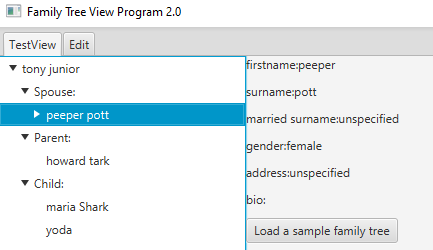 Family Tree View Program 2.0
TestView
Edit
tony junior
Spouse:
peeper pott
Parent:
howard tark
Child:
maria Shark
yoda
firstname:peeper
surname:pott
married surname:unspecified
gender:female
address:unspecified
bio:
Load a sample family tree